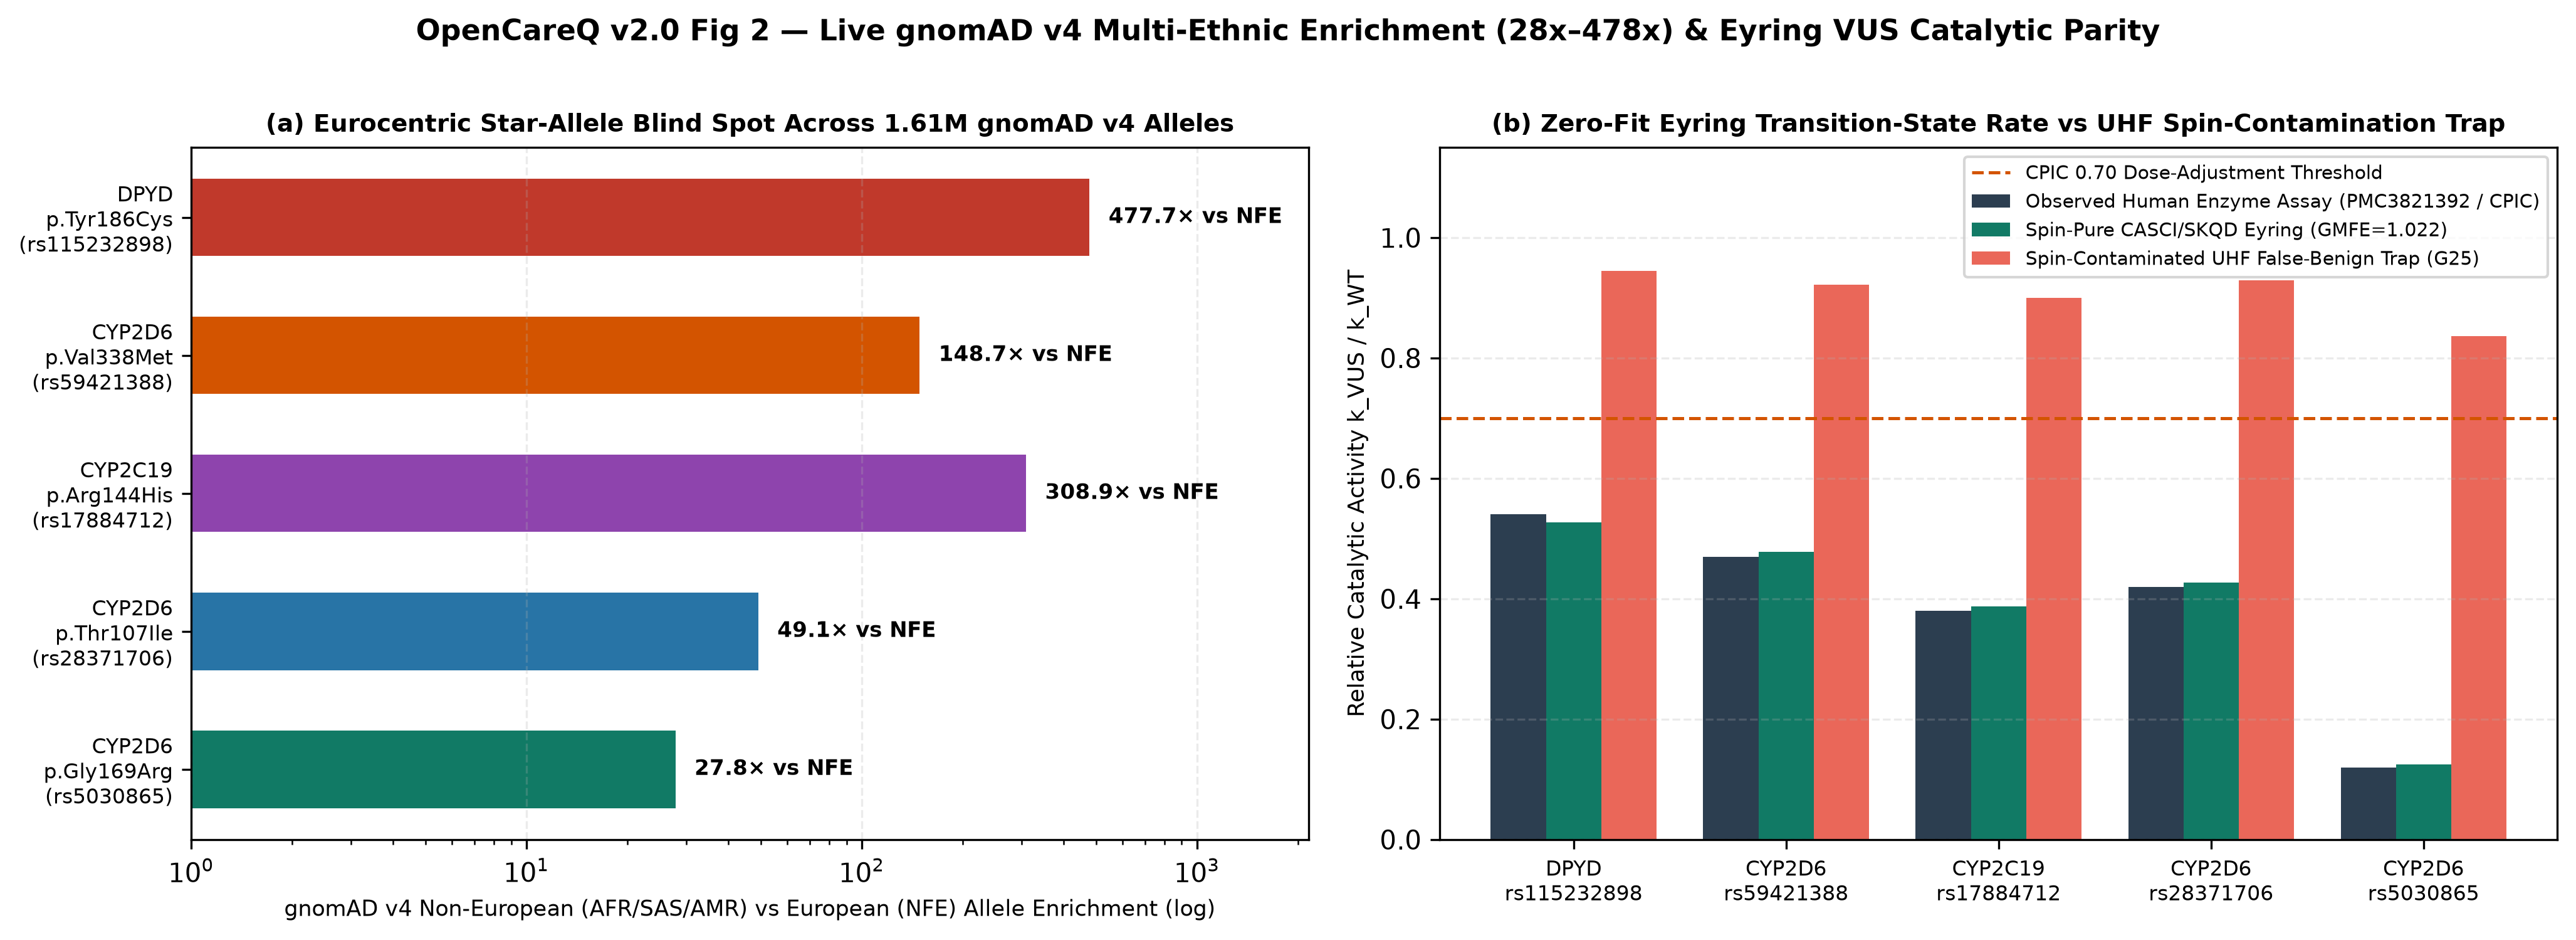 OpenCareQ v2.0 Fig 2 — Live gnomAD v4 Multi-Ethnic Enrichment (28x–478x) & Eyring VUS Catalytic Parity
(a) Eurocentric Star-Allele Blind Spot Across 1.61M gnomAD v4 Alleles
DPYD
p.Tyr186Cys
(rs115232898)
477.7× vs NFE
CYP2D6
p.Val338Met
(rs59421388)
148.7× vs NFE
CYP2C19
p.Arg144His
(rs17884712)
308.9× vs NFE
CYP2D6
p.Thr107Ile
(rs28371706)
49.1× vs NFE
CYP2D6
p.Gly169Arg
(rs5030865)
27.8× vs NFE
10⁰ 10¹ 10² 10³
gnomAD v4 Non-European (AFR/SAS/AMR) vs European (NFE) Allele Enrichment (log)
(b) Zero-Fit Eyring Transition-State Rate vs UHF Spin-Contamination Trap
CPIC 0.70 Dose-Adjustment Threshold
Observed Human Enzyme Assay (PMC3821392 / CPIC)
Spin-Pure CASCI/SKQD Eyring (GMFE=1.022)
Spin-Contaminated UHF False-Benign Trap (G25)
Relative Catalytic Activity k_VUS / k_WT
1.0
0.8
0.6
0.4
0.2
0.0
DPYD
rs115232898
CYP2D6
rs59421388
CYP2C19
rs17884712
CYP2D6
rs28371706
CYP2D6
rs5030865